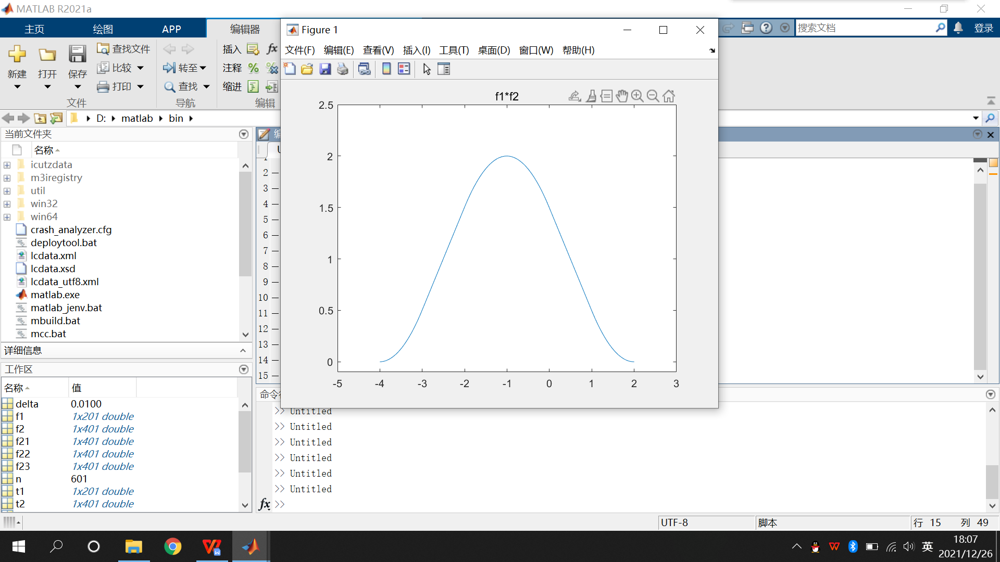 MATLAB R2021a
主页
绘图
APP
编辑器
搜索文档
登录
新建
打开
保存
查找文件
比较
打印
文件
转至
查找
导航
插入
fx
注释
缩进
编辑
D: matlab bin
当前文件夹
名称
icutzdata
m3iregistry
util
win32
win64
crash_analyzer.cfg
deploytool.bat
lcdata.xml
lcdata.xsd
lcdata_utf8.xml
matlab.exe
matlab_jenv.bat
mbuild.bat
mcc.bat
详细信息
工作区
名称 值
delta 0.0100
f1 1x201 double
f2 1x401 double
f21 1x401 double
f22 1x401 double
f23 1x401 double
n 601
t1 1x201 double
t2 1x401 double
2
3
4
5
6
7
8
9
10
11
12
13
14
15
Figure 1
文件(F) 编辑(E) 查看(V) 插入(I) 工具(T) 桌面(D) 窗口(W) 帮助(H)
f1*f2
2.5
2
1.5
1
0.5
0
-5 -4 -3 -2 -1 0 1 2 3
>> Untitled
>> Untitled
>> Untitled
>> Untitled
>> Untitled
>> Untitled
fx >>
UTF-8
脚本
行 15 列 49
英
18:07
2021/12/26